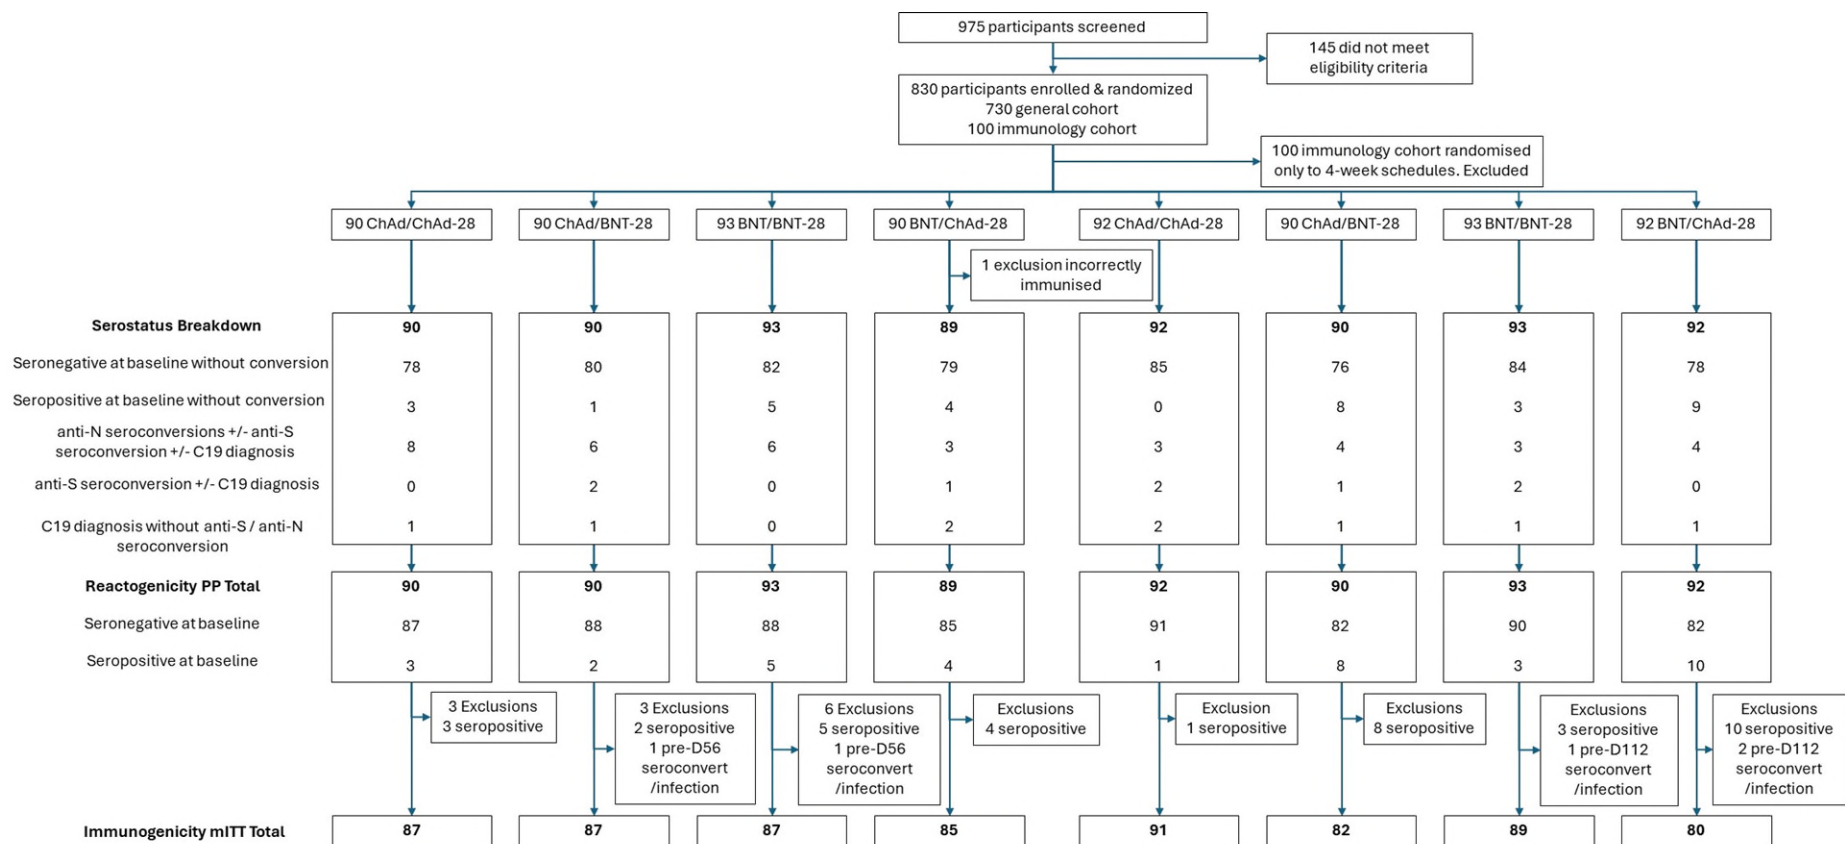 975 participants screened
145 did not meet
eligibility criteria
830 participants enrolled & randomized
730 general cohort
100 immunology cohort
100 immunology cohort randomised
only to 4-week schedules. Excluded
90 ChAd/ChAd-28
90 ChAd/BNT-28
93 BNT/BNT-28
90 BNT/ChAd-28
92 ChAd/ChAd-28
90 ChAd/BNT-28
93 BNT/BNT-28
92 BNT/ChAd-28
1 exclusion incorrectly
immunised
Serostatus Breakdown 90 90 93 89 92 90 93 92
Seronegative at baseline without conversion 78 80 82 79 85 76 84 78
Seropositive at baseline without conversion 3 1 5 4 0 8 3 9
anti-N seroconversions +/- anti-S
seroconversion +/- C19 diagnosis 8 6 6 3 3 4 3 4
anti-S seroconversion +/- C19 diagnosis 0 2 0 1 2 1 2 0
C19 diagnosis without anti-S / anti-N
seroconversion 1 1 0 2 2 1 1 1
Reactogenicity PP Total 90 90 93 89 92 90 93 92
Seronegative at baseline 87 88 88 85 91 82 90 82
Seropositive at baseline 3 2 5 4 1 8 3 10
3 Exclusions
3 seropositive
3 Exclusions
2 seropositive
1 pre-D56
seroconvert
/infection
6 Exclusions
5 seropositive
1 pre-D56
seroconvert
/infection
Exclusions
4 seropositive
Exclusion
1 seropositive
Exclusions
8 seropositive
Exclusions
3 seropositive
1 pre-D112
seroconvert
/infection
Exclusions
10 seropositive
2 pre-D112
seroconvert
/infection
Immunogenicity mITT Total 87 87 87 85 91 82 89 80